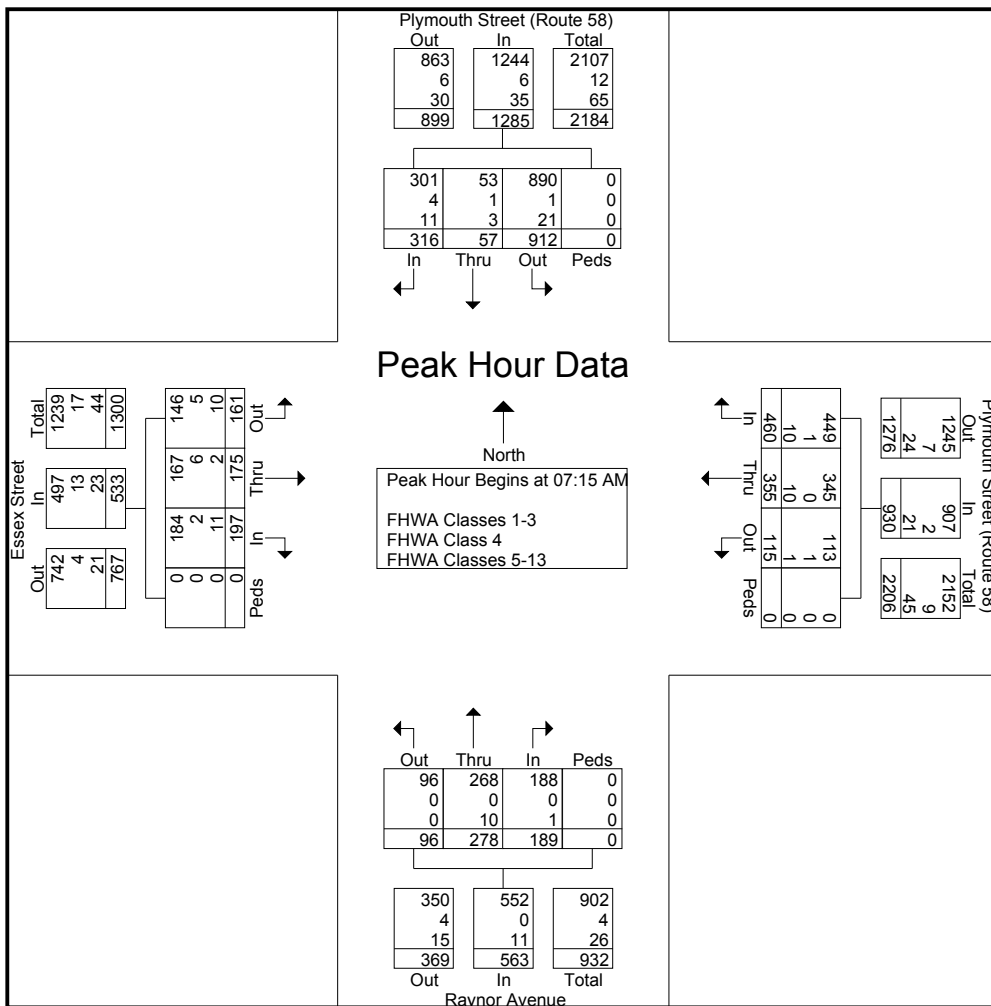 Plymouth Street (Route 58)
Out In Total
863 1244 2107
6 6 12
30 35 65
899 1285 2184
301 53 890 0
4 1 1 0
11 3 21 0
316 57 912 0
In Thru Out Peds
Peak Hour Data
North
Peak Hour Begins at 07:15 AM
FHWA Classes 1-3
FHWA Class 4
FHWA Classes 5-13
Essex Street
Out In Total
742 497 1239
4 13 17
21 23 44
767 533 1300
0 184 167 146
0 2 6 5
0 11 2 10
0 197 175 161
Peds In Thru Out
Plymouth Street (Route 58)
Out In Total
1245 907 2152
7 2 9
24 21 45
1276 930 2206
449 345 113 0
1 0 1 0
10 10 1 0
460 355 115 0
In Thru Out Peds
Out Thru In Peds
96 268 188 0
0 0 0 0
0 10 1 0
96 278 189 0
350 552 902
4 0 4
15 11 26
369 563 932
Out In Total
Raynor Avenue